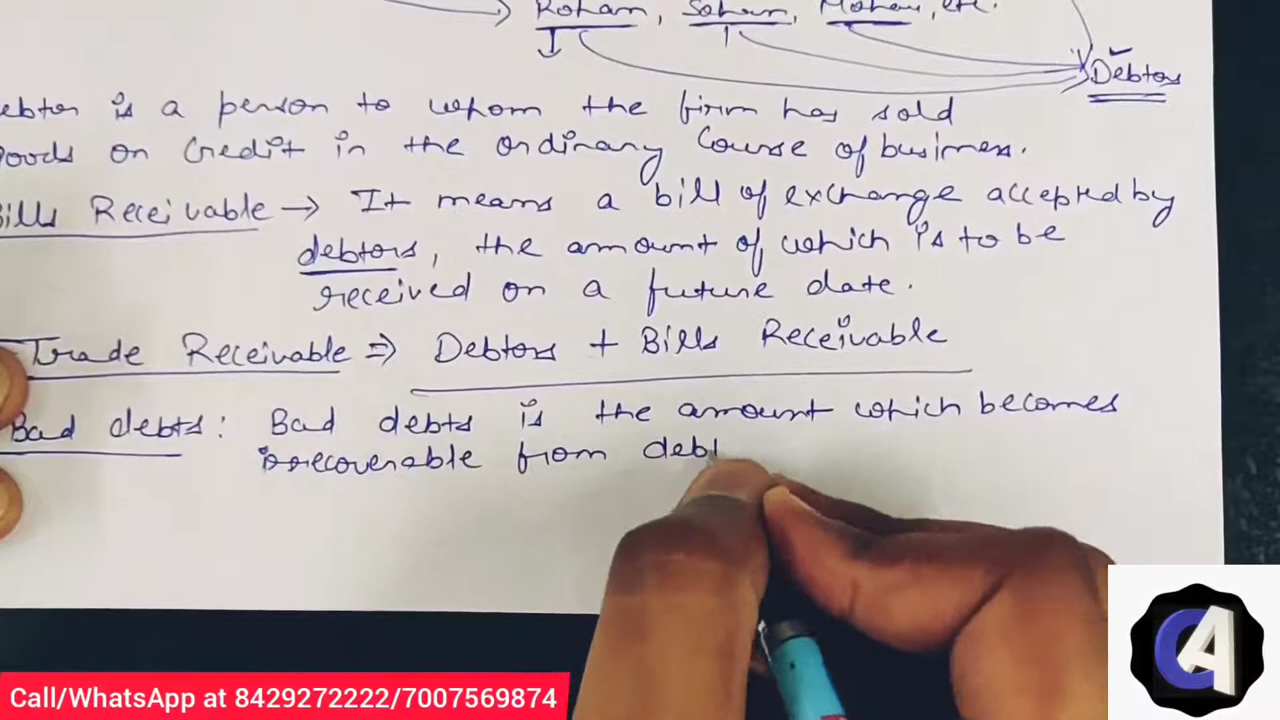 Rohan, Sohan, Mohan, etc.
Debtors
ebtor is a person to whom the firm has sold
goods on credit in the ordinary course of business.
Bills Receivable → It means a bill of exchange accepted by
debtors, the amount of which is to be
received on a future date.
Trade Receivable ⇒ Debtors + Bills Receivable
Bad debts: Bad debts is the amount which becomes
irrecoverable from deb
Call/WhatsApp at 8429272222/7007569874
CA